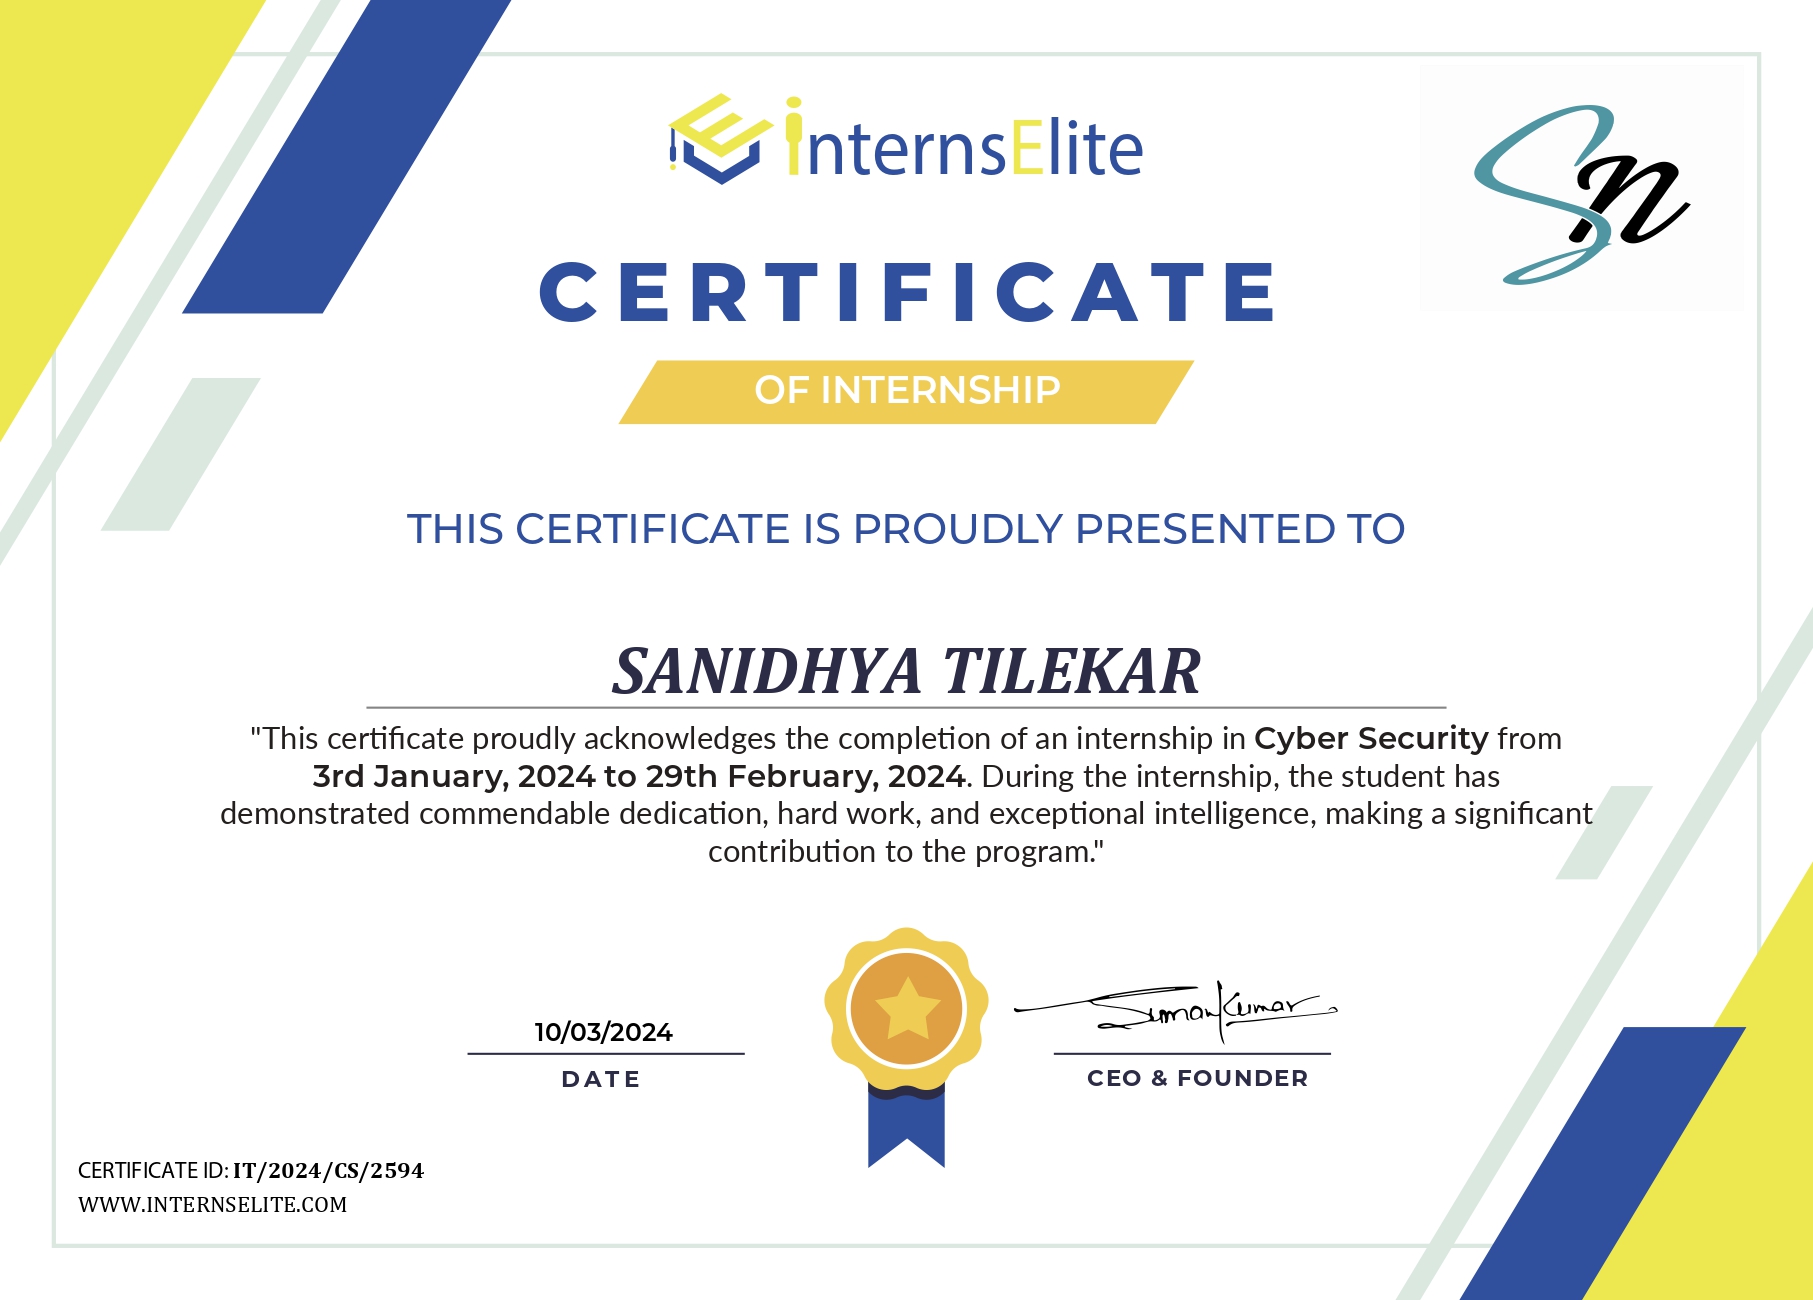 internsElite
Sn
CERTIFICATE
OF INTERNSHIP
THIS CERTIFICATE IS PROUDLY PRESENTED TO
SANIDHYA TILEKAR
"This certificate proudly acknowledges the completion of an internship in Cyber Security from
3rd January, 2024 to 29th February, 2024. During the internship, the student has
demonstrated commendable dedication, hard work, and exceptional intelligence, making a significant
contribution to the program."
10/03/2024
DATE
Suman Kumar
CEO & FOUNDER
CERTIFICATE ID: IT/2024/CS/2594
WWW.INTERNSELITE.COM